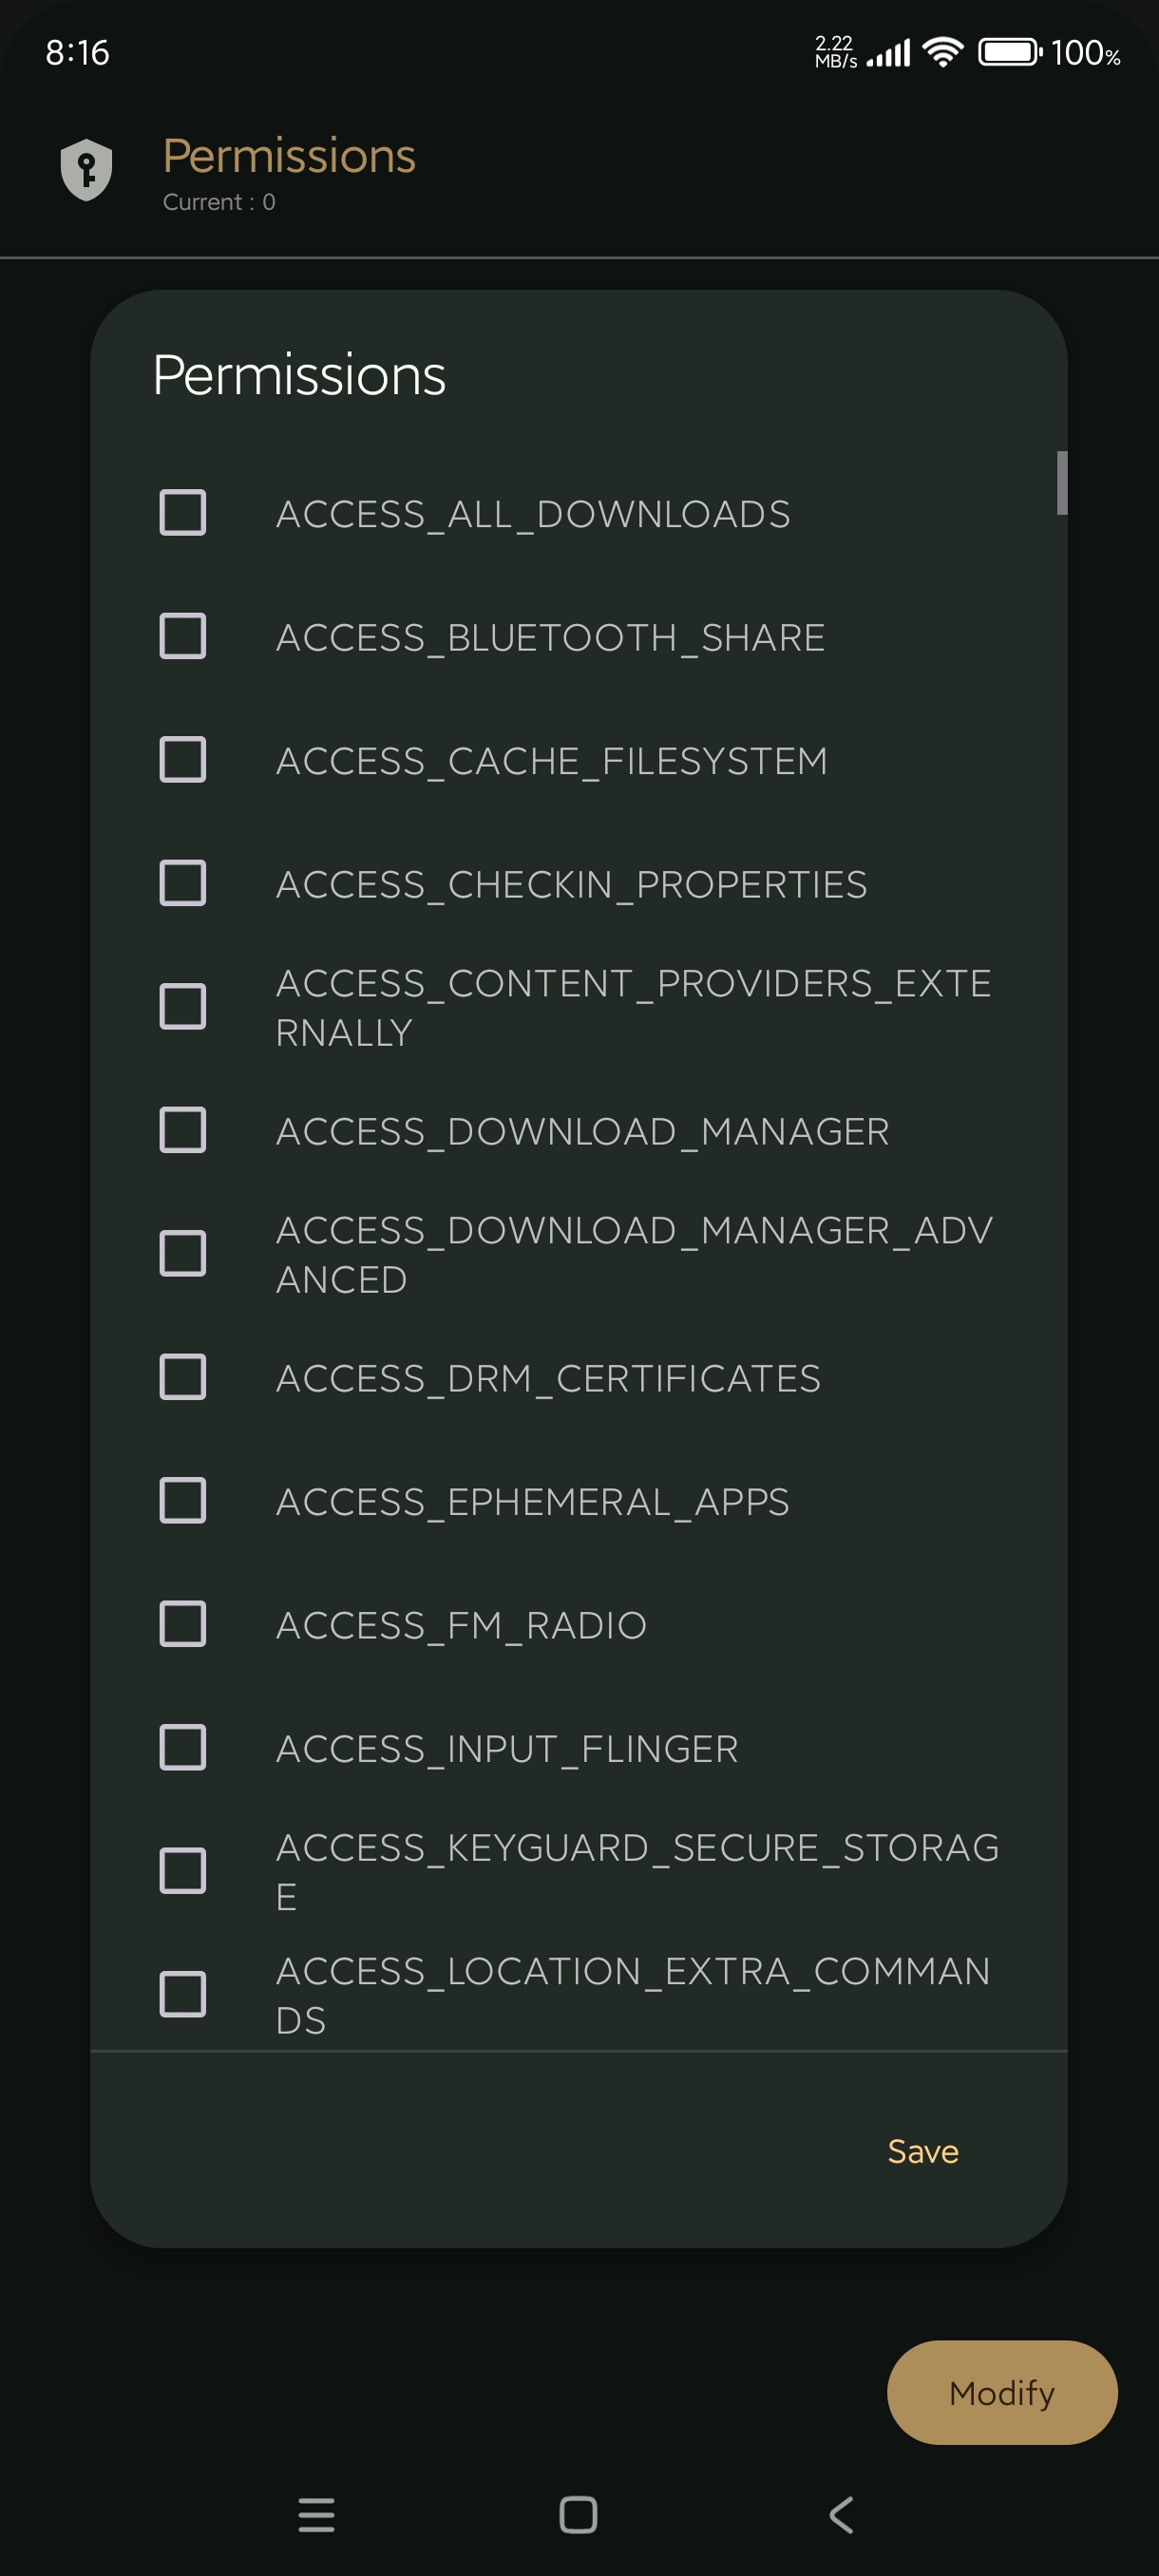 8:16
2.22
MB/s
100%
Permissions
Current : 0
Permissions
ACCESS_ALL_DOWNLOADS
ACCESS_BLUETOOTH_SHARE
ACCESS_CACHE_FILESYSTEM
ACCESS_CHECKIN_PROPERTIES
ACCESS_CONTENT_PROVIDERS_EXTE
RNALLY
ACCESS_DOWNLOAD_MANAGER
ACCESS_DOWNLOAD_MANAGER_ADV
ANCED
ACCESS_DRM_CERTIFICATES
ACCESS_EPHEMERAL_APPS
ACCESS_FM_RADIO
ACCESS_INPUT_FLINGER
ACCESS_KEYGUARD_SECURE_STORAG
E
ACCESS_LOCATION_EXTRA_COMMAN
DS
Save
Modify